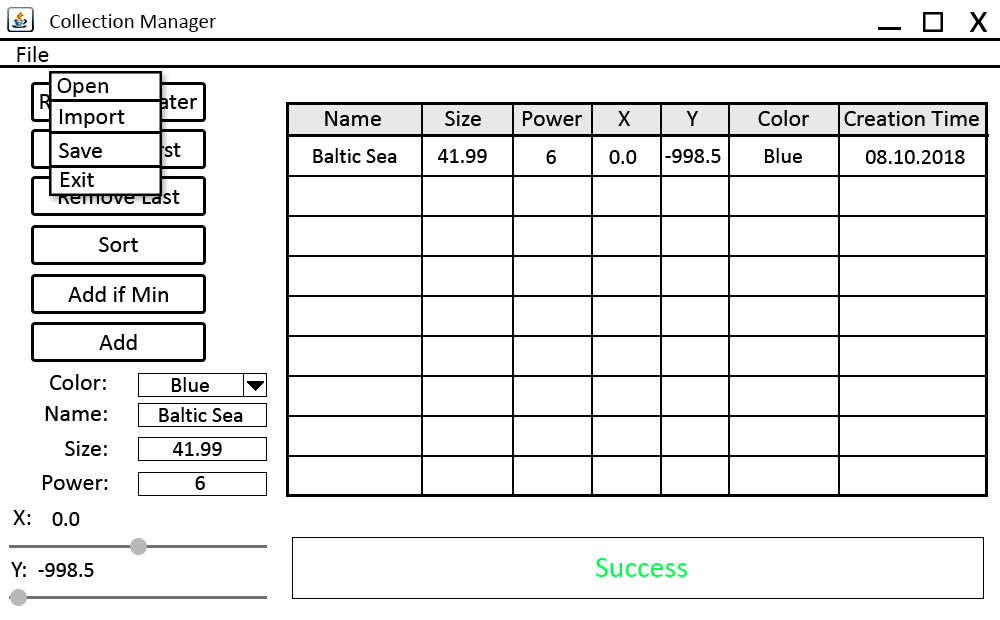 Collection Manager
X
File
Open
Import
Save
Exit
R ater
rst
Remove Last
Sort
Add if Min
Add
Color: Blue
Name: Baltic Sea
Size: 41.99
Power: 6
X: 0.0
Y: -998.5
Name Size Power X Y Color Creation Time
Baltic Sea 41.99 6 0.0 -998.5 Blue 08.10.2018
Success